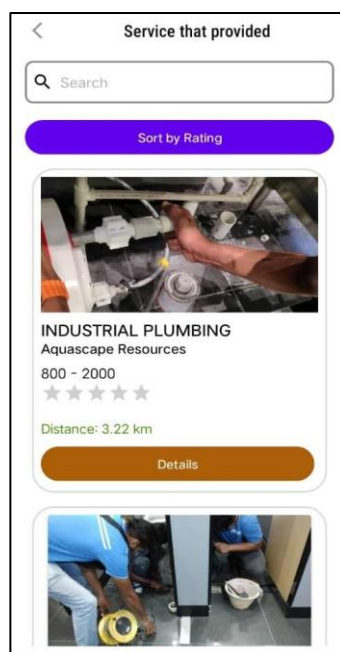 Service that provided
Search
Sort by Rating
INDUSTRIAL PLUMBING
Aquascape Resources
800 - 2000
Distance: 3.22 km
Details